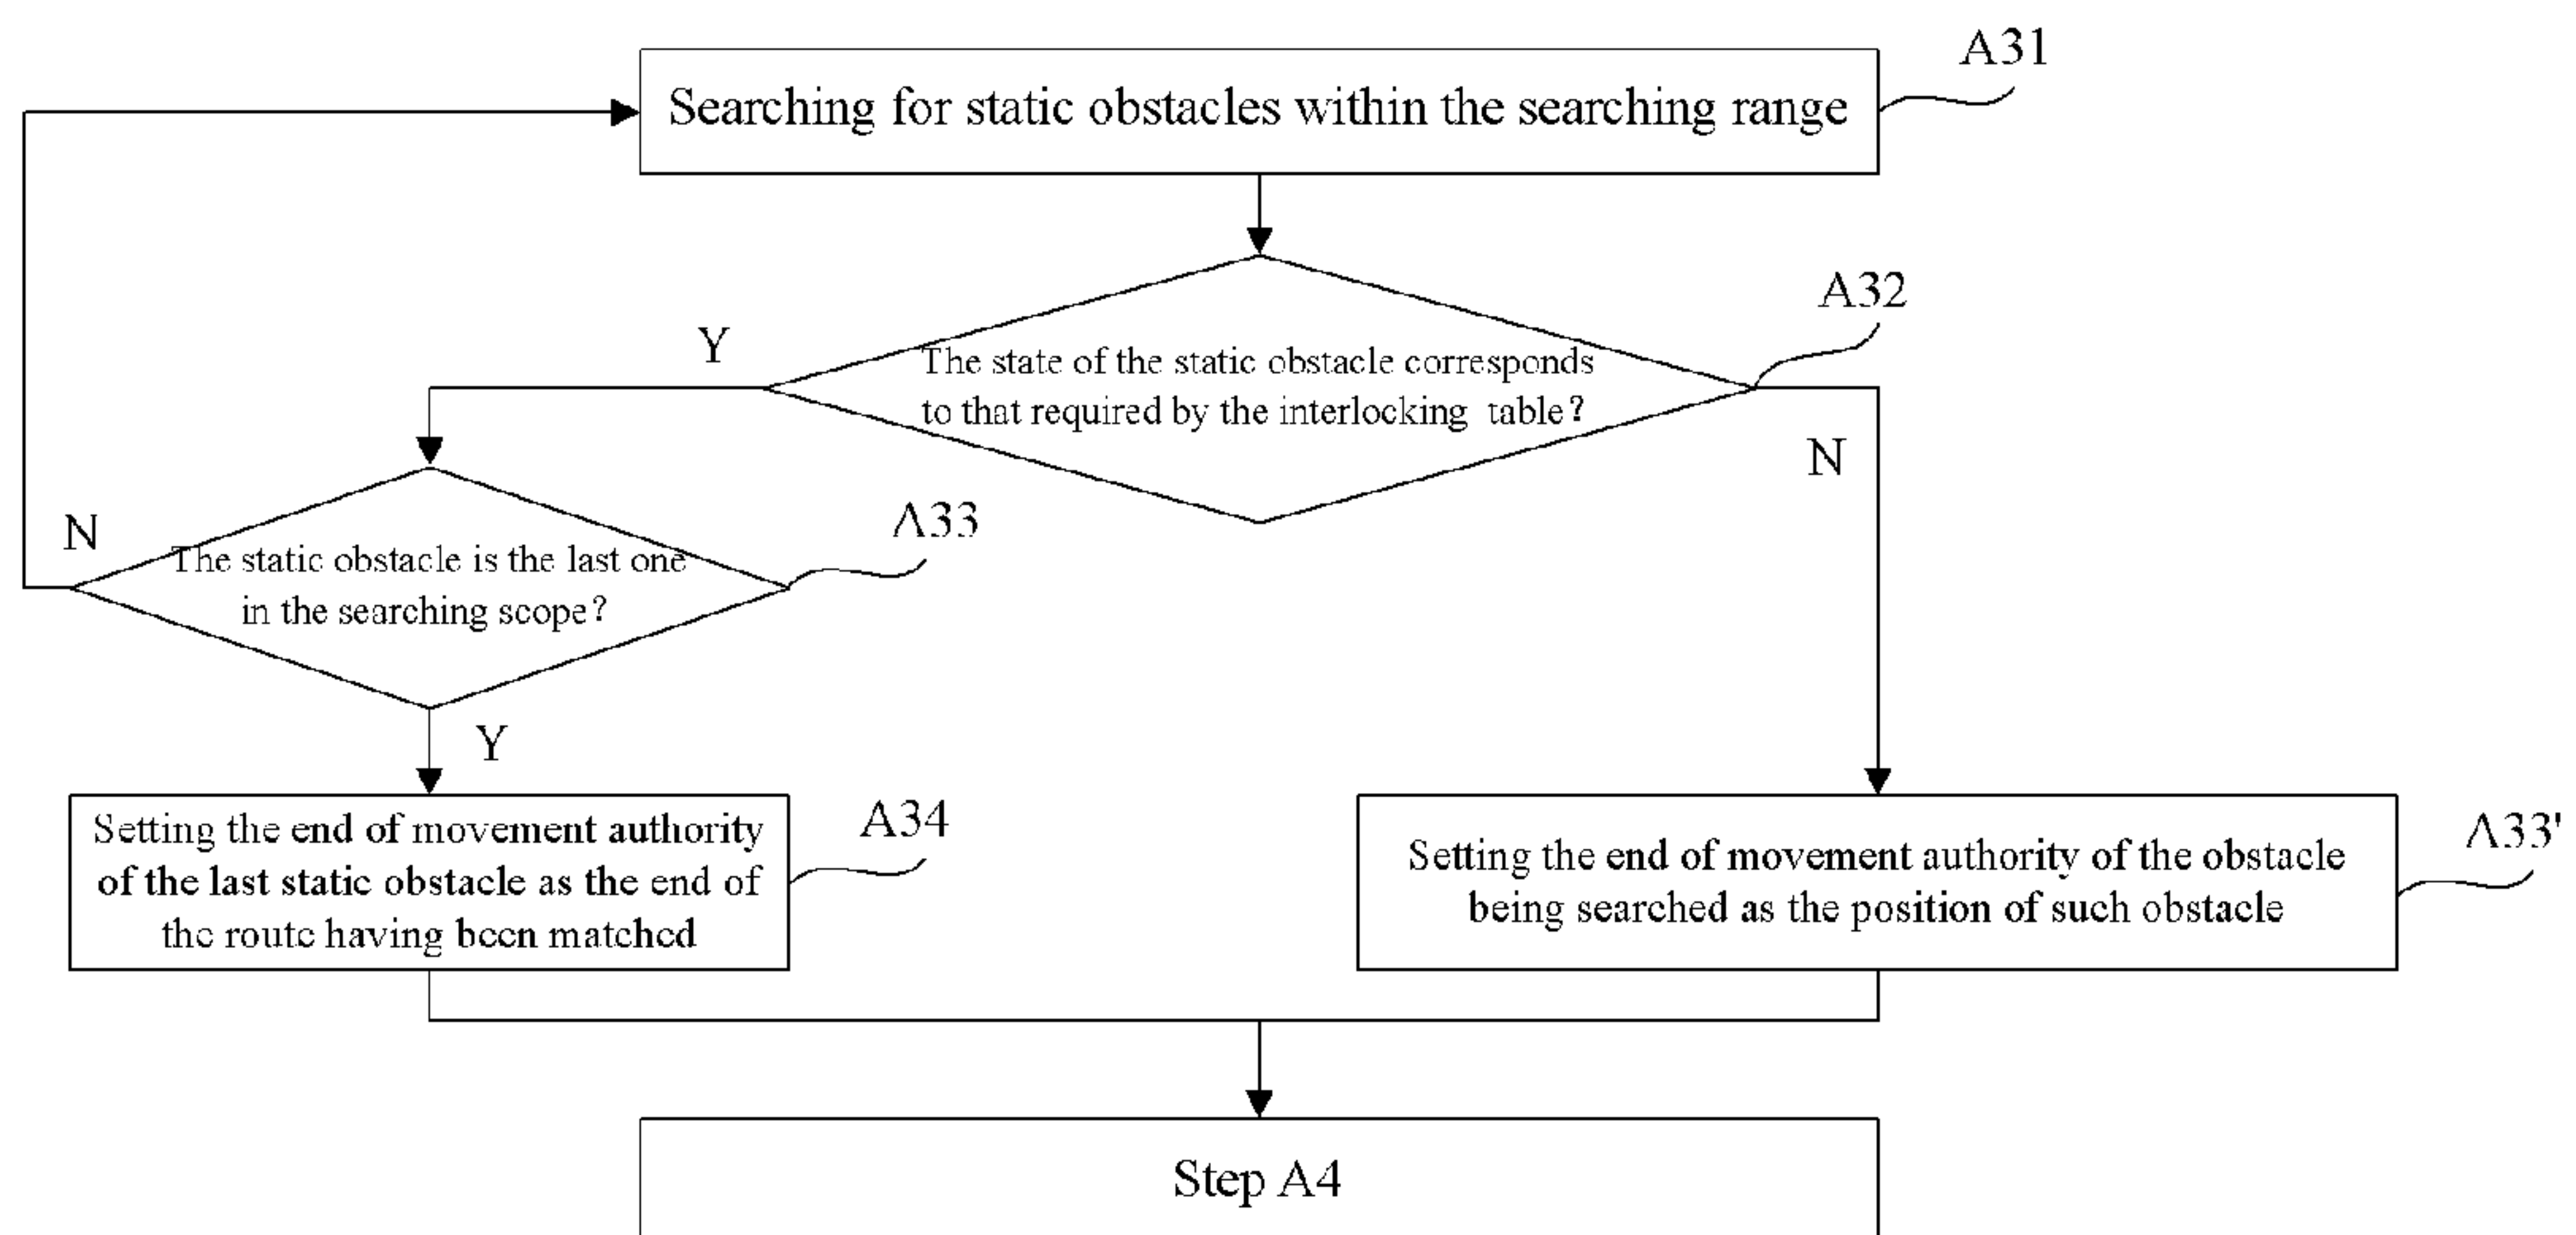 A31
Searching for static obstacles within the searching range
A32
Y
The state of the static obstacle corresponds
to that required by the interlocking table?
N
A33
N
The static obstacle is the last one
in the searching scope?
Y
A34
Setting the end of movement authority
of the last static obstacle as the end of
the route having been matched
A33'
Setting the end of movement authority of the obstacle
being searched as the position of such obstacle
Step A4